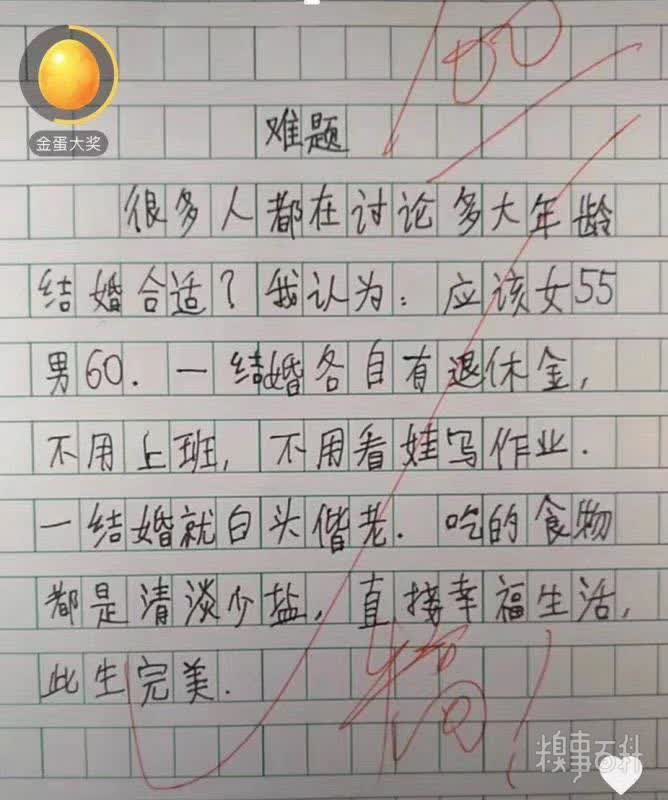 100
金蛋大奖
难题
很多人都在讨论多大年龄
结婚合适？我认为：应该女55
男60．一结婚各自有退休金，
不用上班，不用看娃写作业．
一结婚就白头偕老．吃的食物
都是清淡少盐，直接幸福生活，
此生完美．
棒！
糗事百科